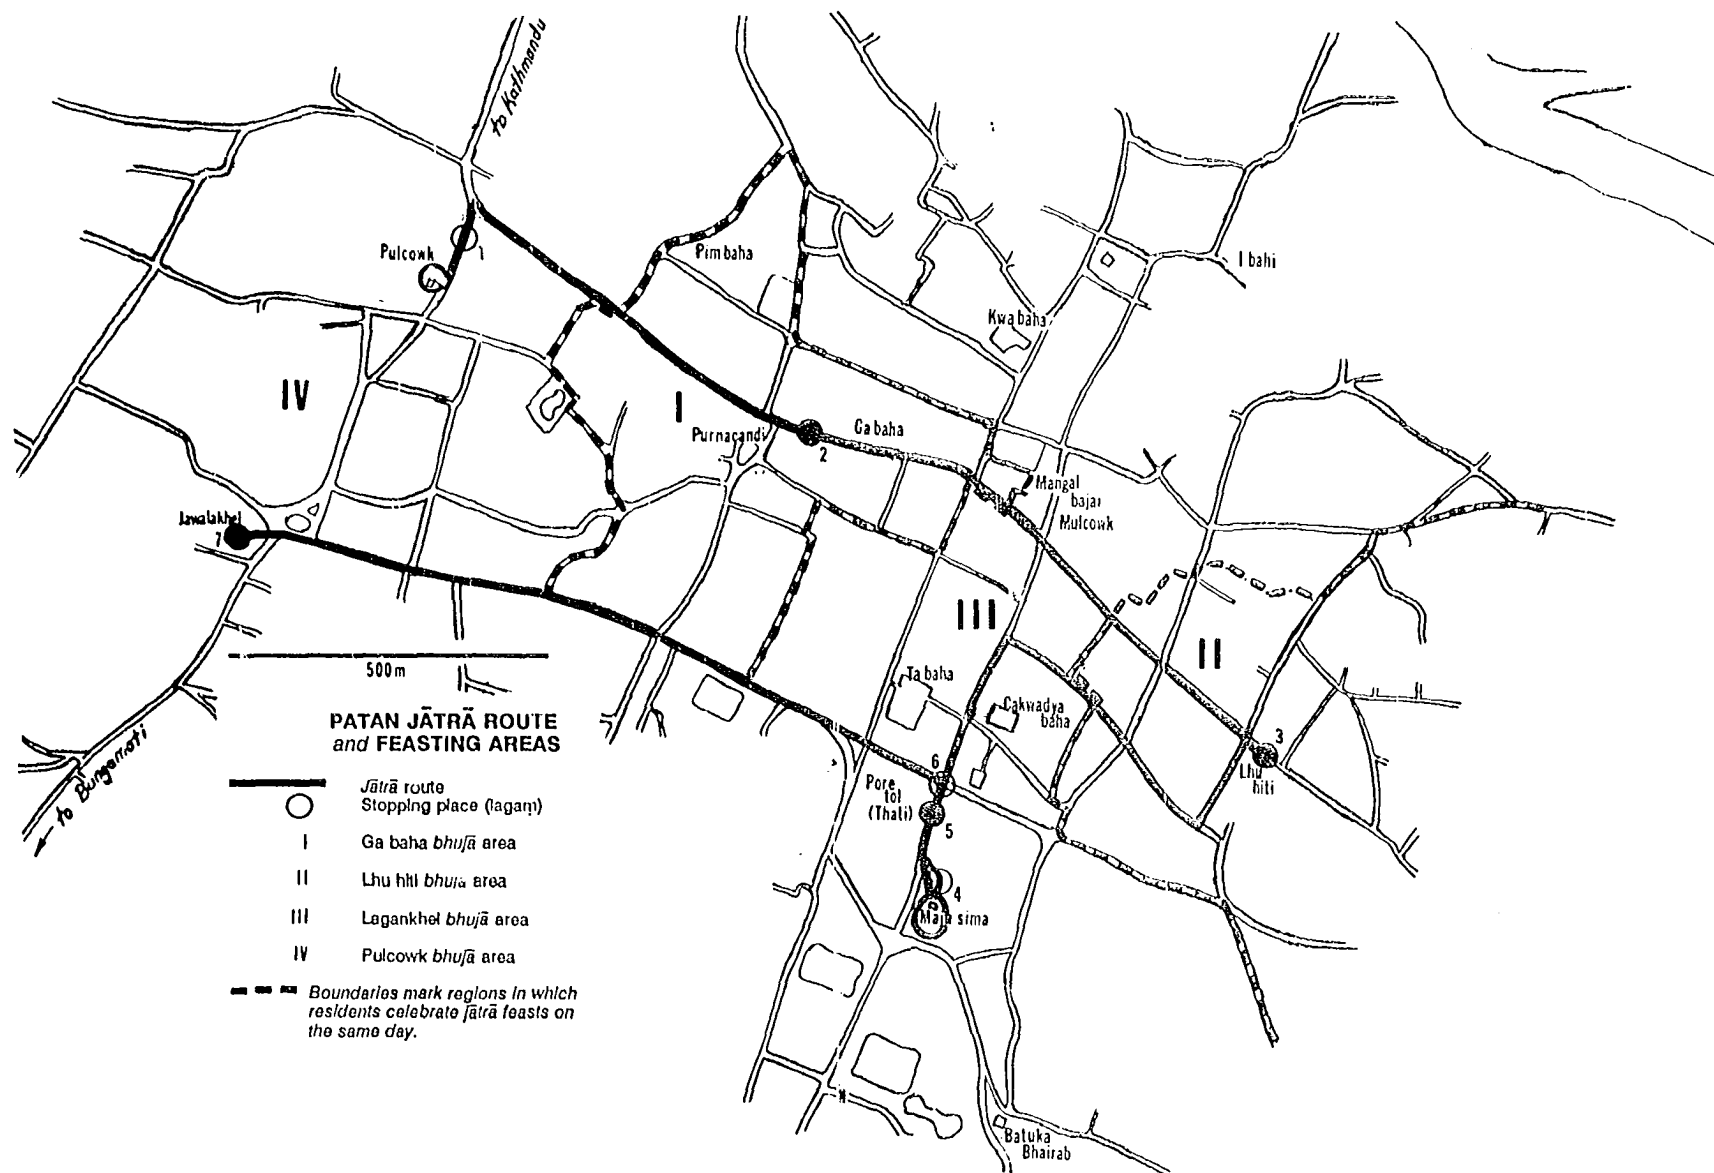 to Kathmandu
Pulcowk
1
Pim baha
I bahi
Kwa baha
IV
I
Purnacandi
2
Ga baha
Mangal
bajar
Mulcowk
Jawalakhel
7
III
II
500m
Ta baha
Cakwadya
baha
3
Lhu
hiti
6
Pore
tol
(Thati)
5
4
Maja sima
to Bungamati
PATAN JĀTRĀ ROUTE
and FEASTING AREAS
Jātrā route
Stopping place (lagaṃ)
I Ga baha bhujā area
II Lhu hiti bhujā area
III Lagankhel bhujā area
IV Pulcowk bhujā area
Boundaries mark regions in which
residents celebrate jātrā feasts on
the same day.
Batuka
Bhairab